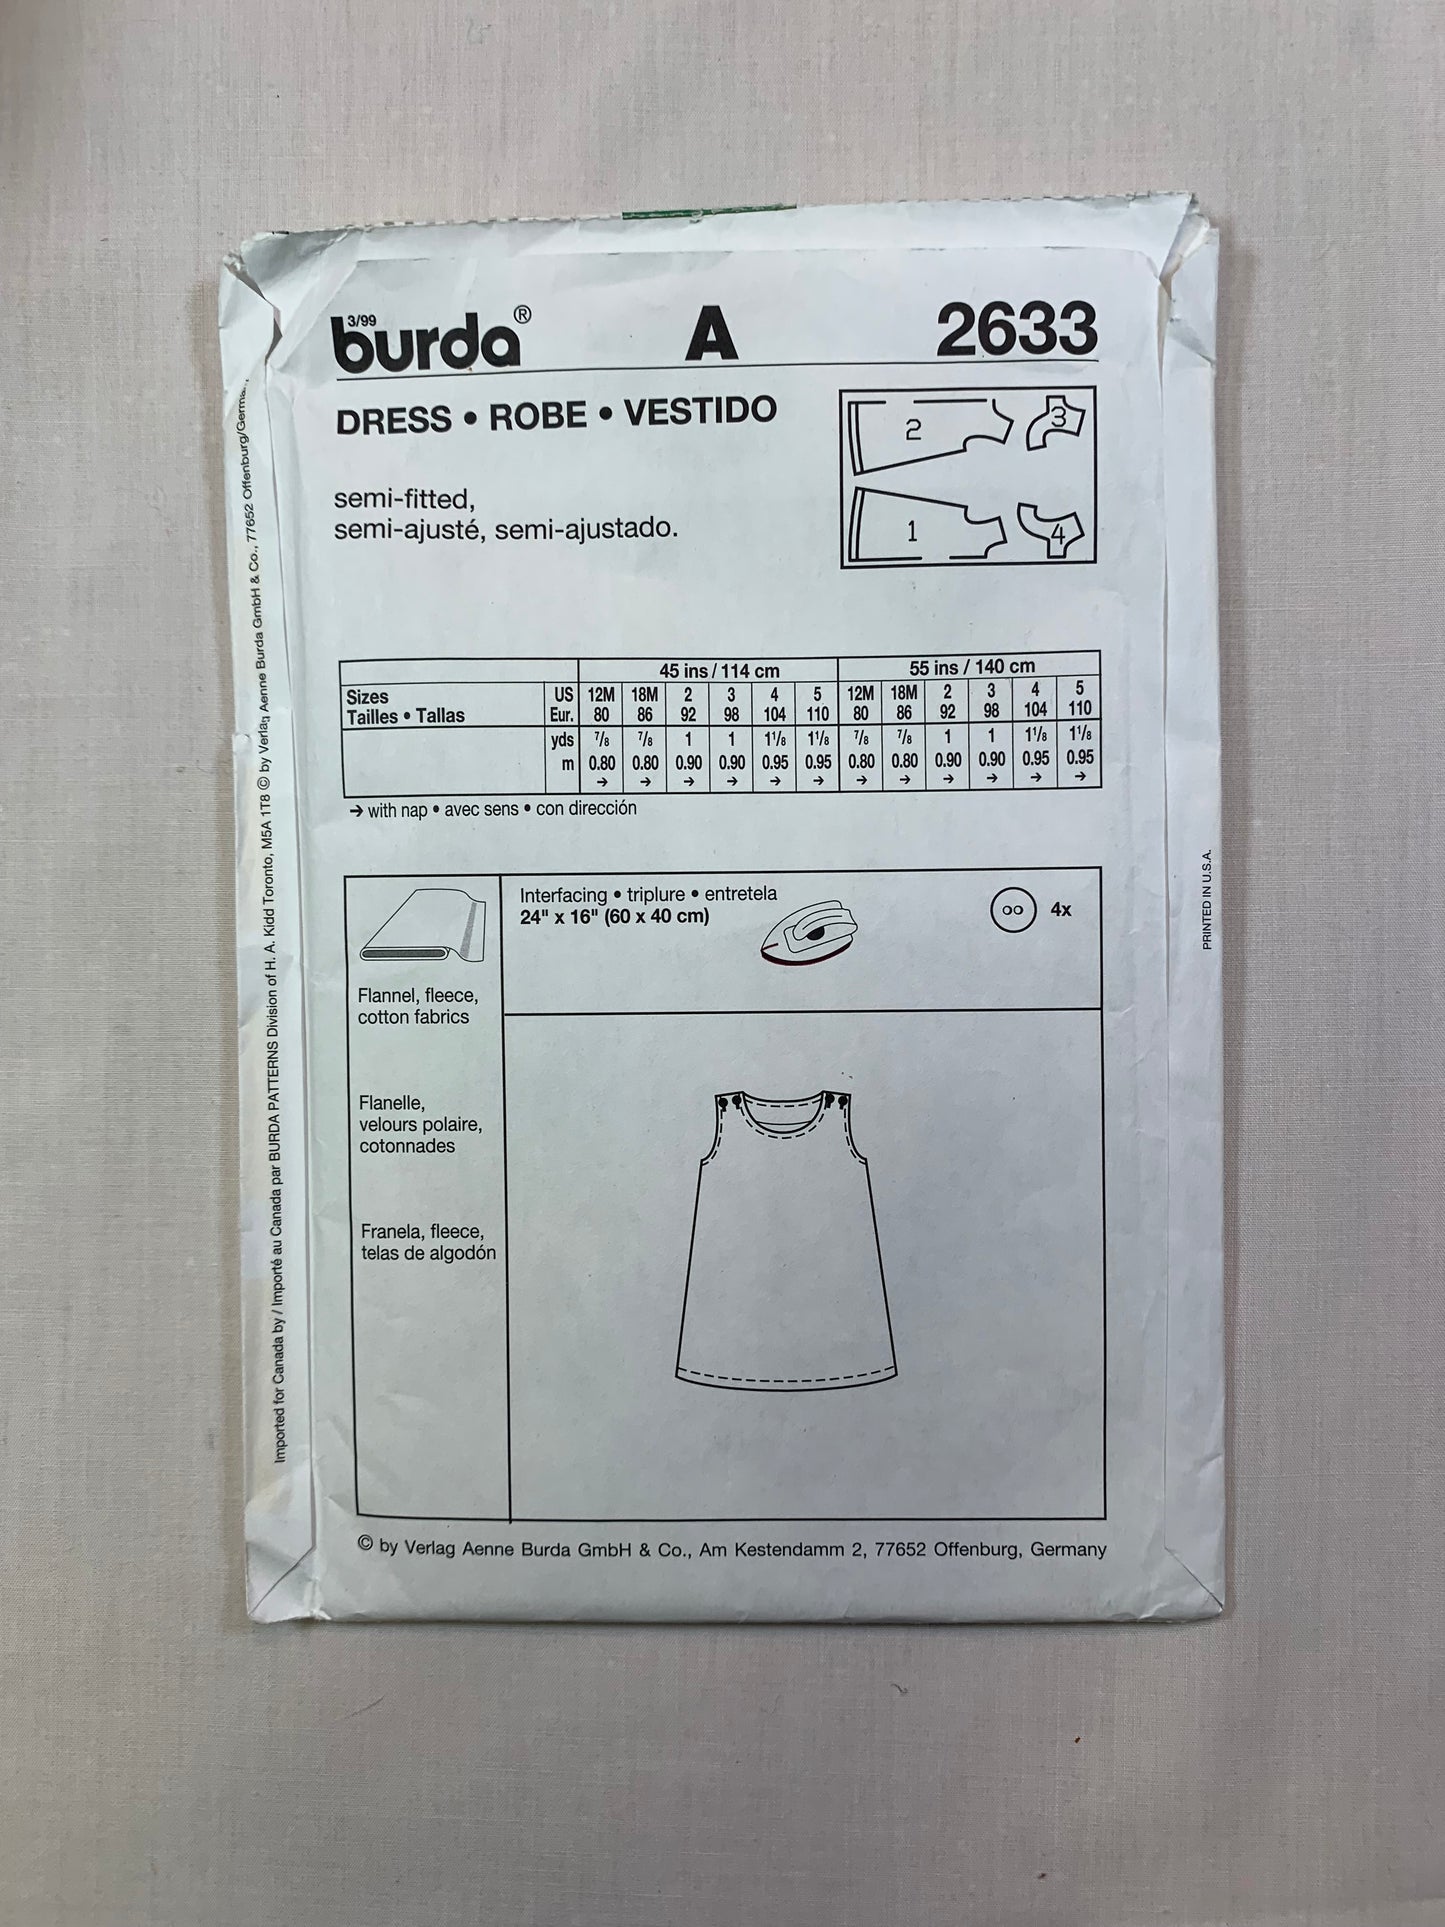 3/99
burda® A 2633
DRESS • ROBE • VESTIDO
semi-fitted,
semi-ajusté, semi-ajustado.
2
3
1
4
45 ins / 114 cm 55 ins / 140 cm
Sizes US 12M 18M 2 3 4 5 12M 18M 2 3 4 5
Tailles • Tallas Eur. 80 86 92 98 104 110 80 86 92 98 104 110
yds 7/8 7/8 1 1 1 1/8 1 1/8 7/8 7/8 1 1 1 1/8 1 1/8
m 0.80 0.80 0.90 0.90 0.95 0.95 0.80 0.80 0.90 0.90 0.95 0.95
→ → → → → → → → → → → →
→ with nap • avec sens • con dirección
Interfacing • triplure • entretela
24" x 16" (60 x 40 cm)
4x
Flannel, fleece,
cotton fabrics
Flanelle,
velours polaire,
cotonnades
Franela, fleece,
telas de algodón
© by Verlag Aenne Burda GmbH & Co., Am Kestendamm 2, 77652 Offenburg, Germany
Imported for Canada by / Importé au Canada par BURDA PATTERNS Division of H. A. Kidd Toronto, M5A 1T8 © by Verlag Aenne Burda GmbH & Co., 77652 Offenburg/
PRINTED IN U.S.A.